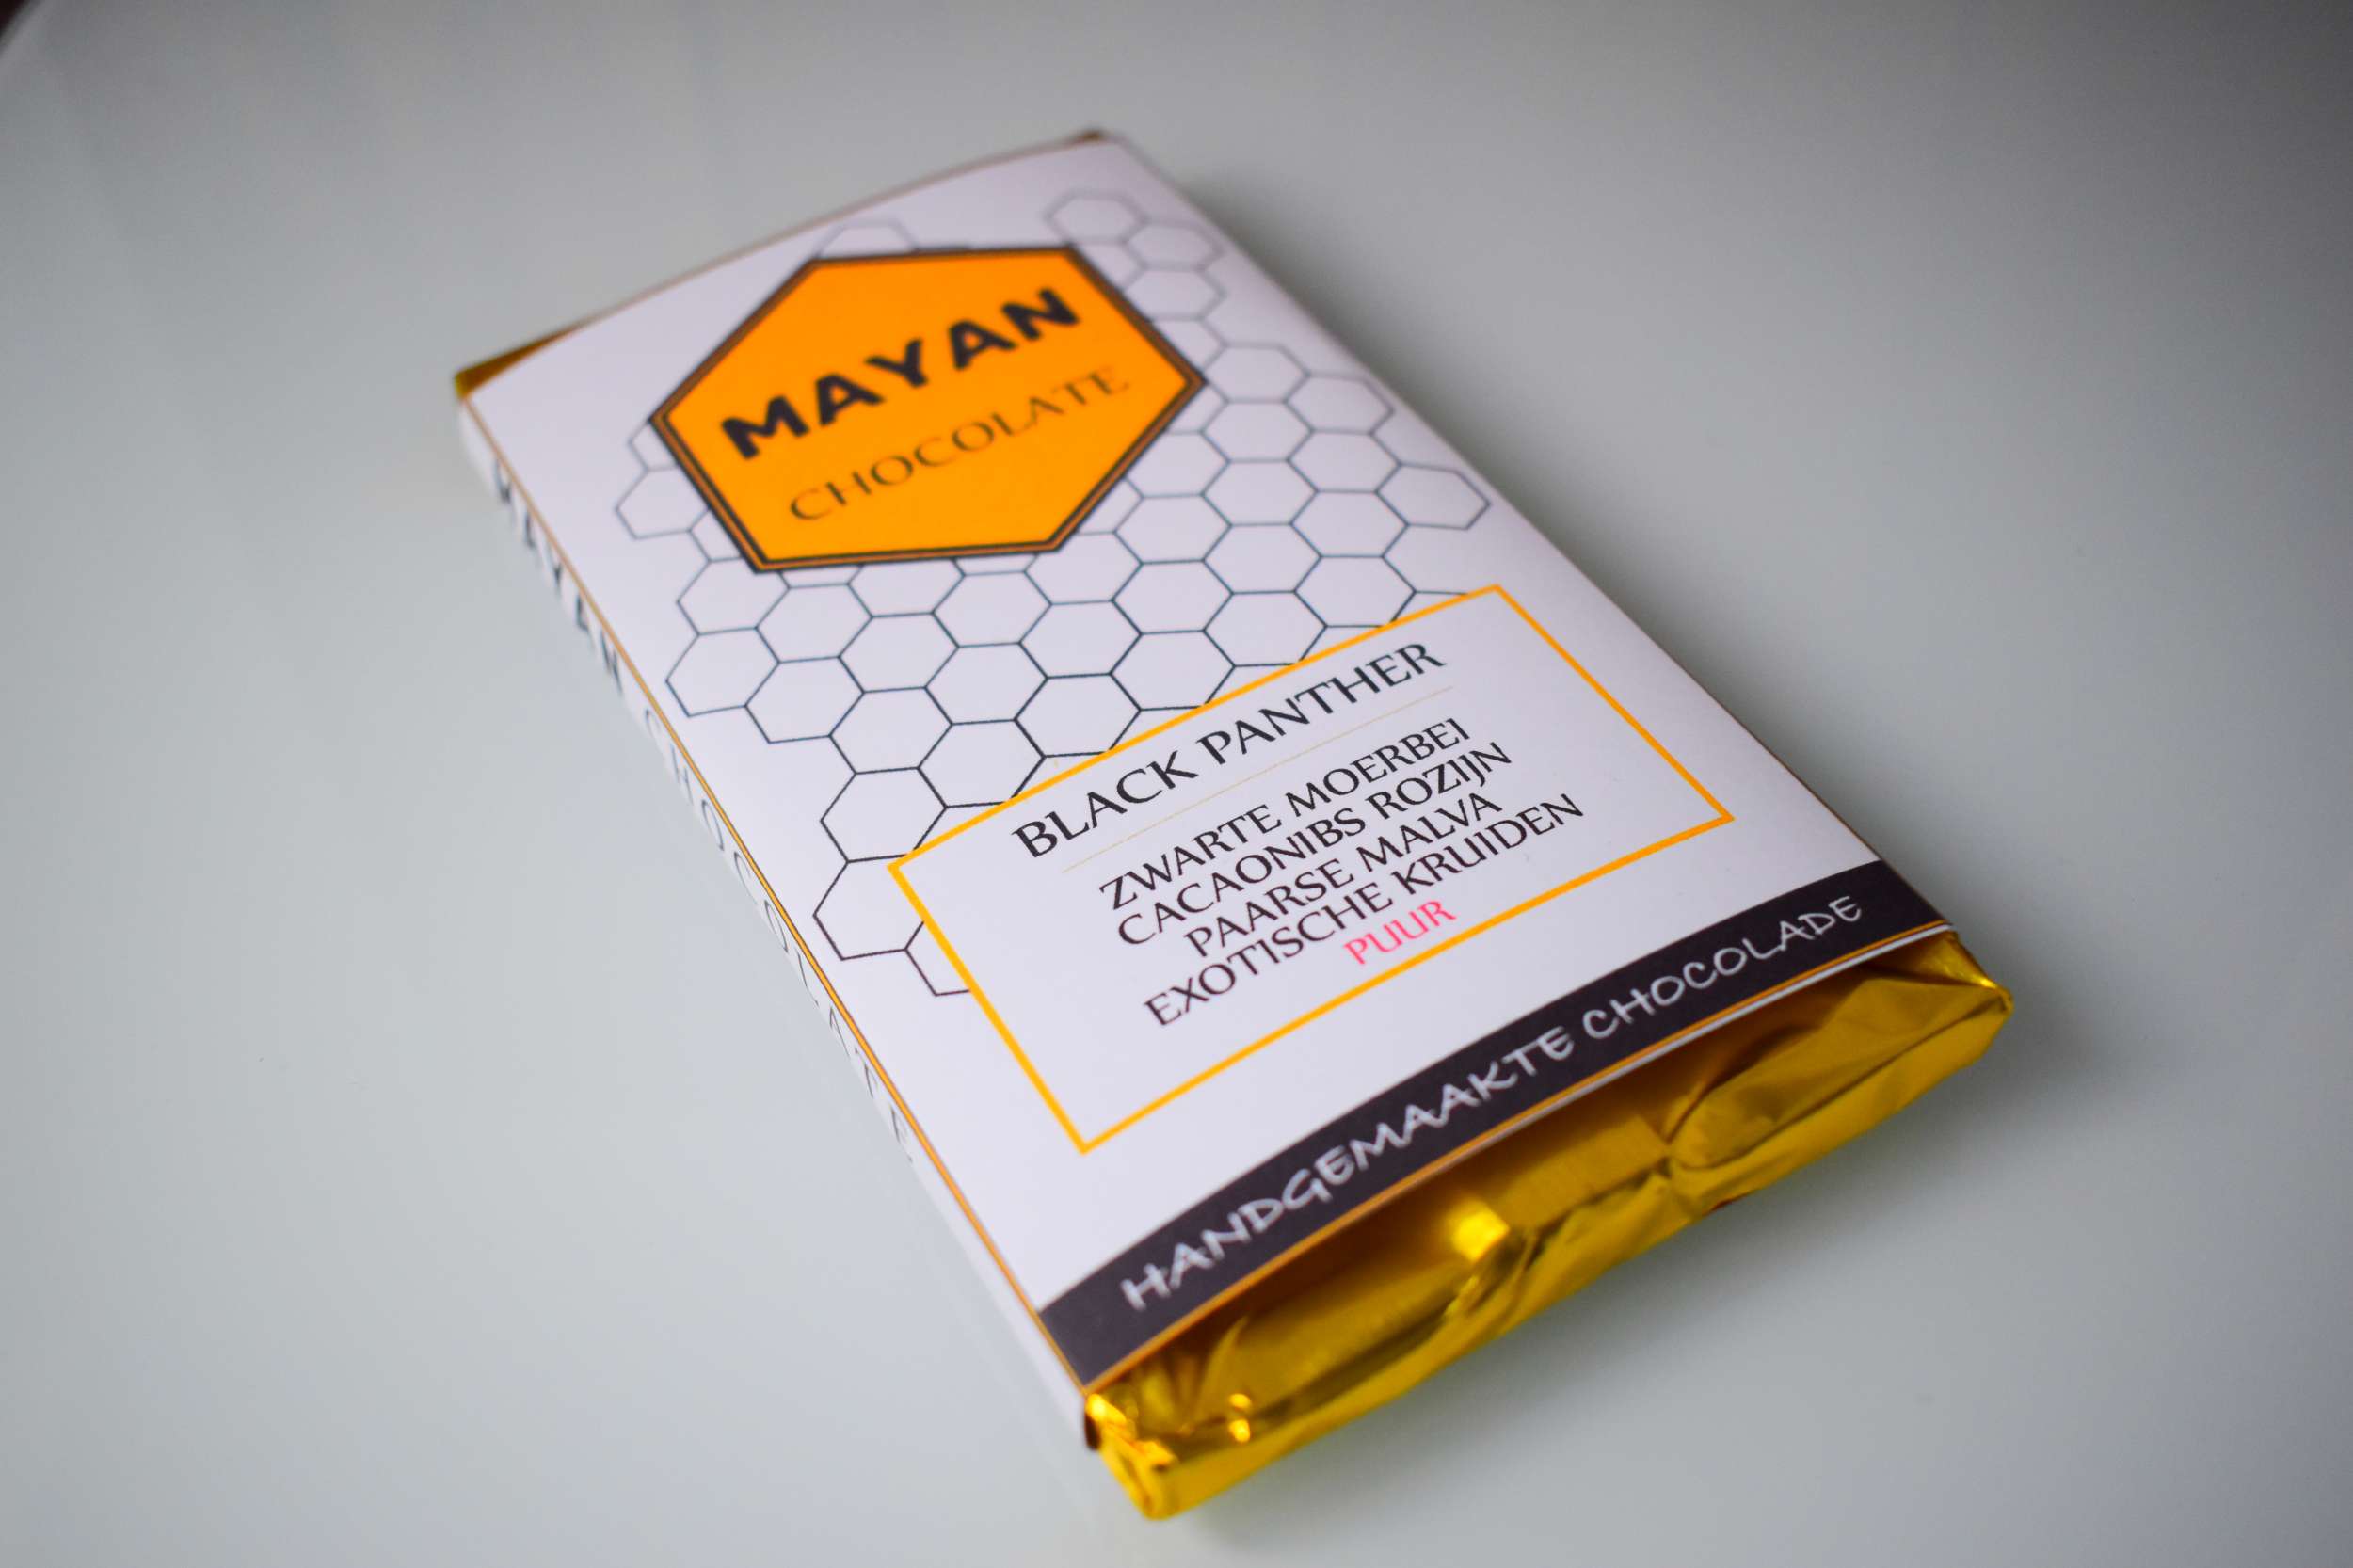 MAYAN
CHOCOLATE
BLACK PANTHER
ZWARTE MOERBEI
CACAONIBS ROZIJN
PAARSE MALVA
EXOTISCHE KRUIDEN
PUUR
HANDGEMAAKTE CHOCOLADE
MAYAN CHOCOLATE